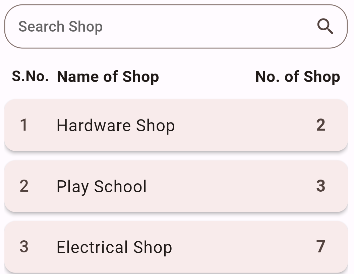 Search Shop
S.No. Name of Shop No. of Shop
1 Hardware Shop 2
2 Play School 3
3 Electrical Shop 7